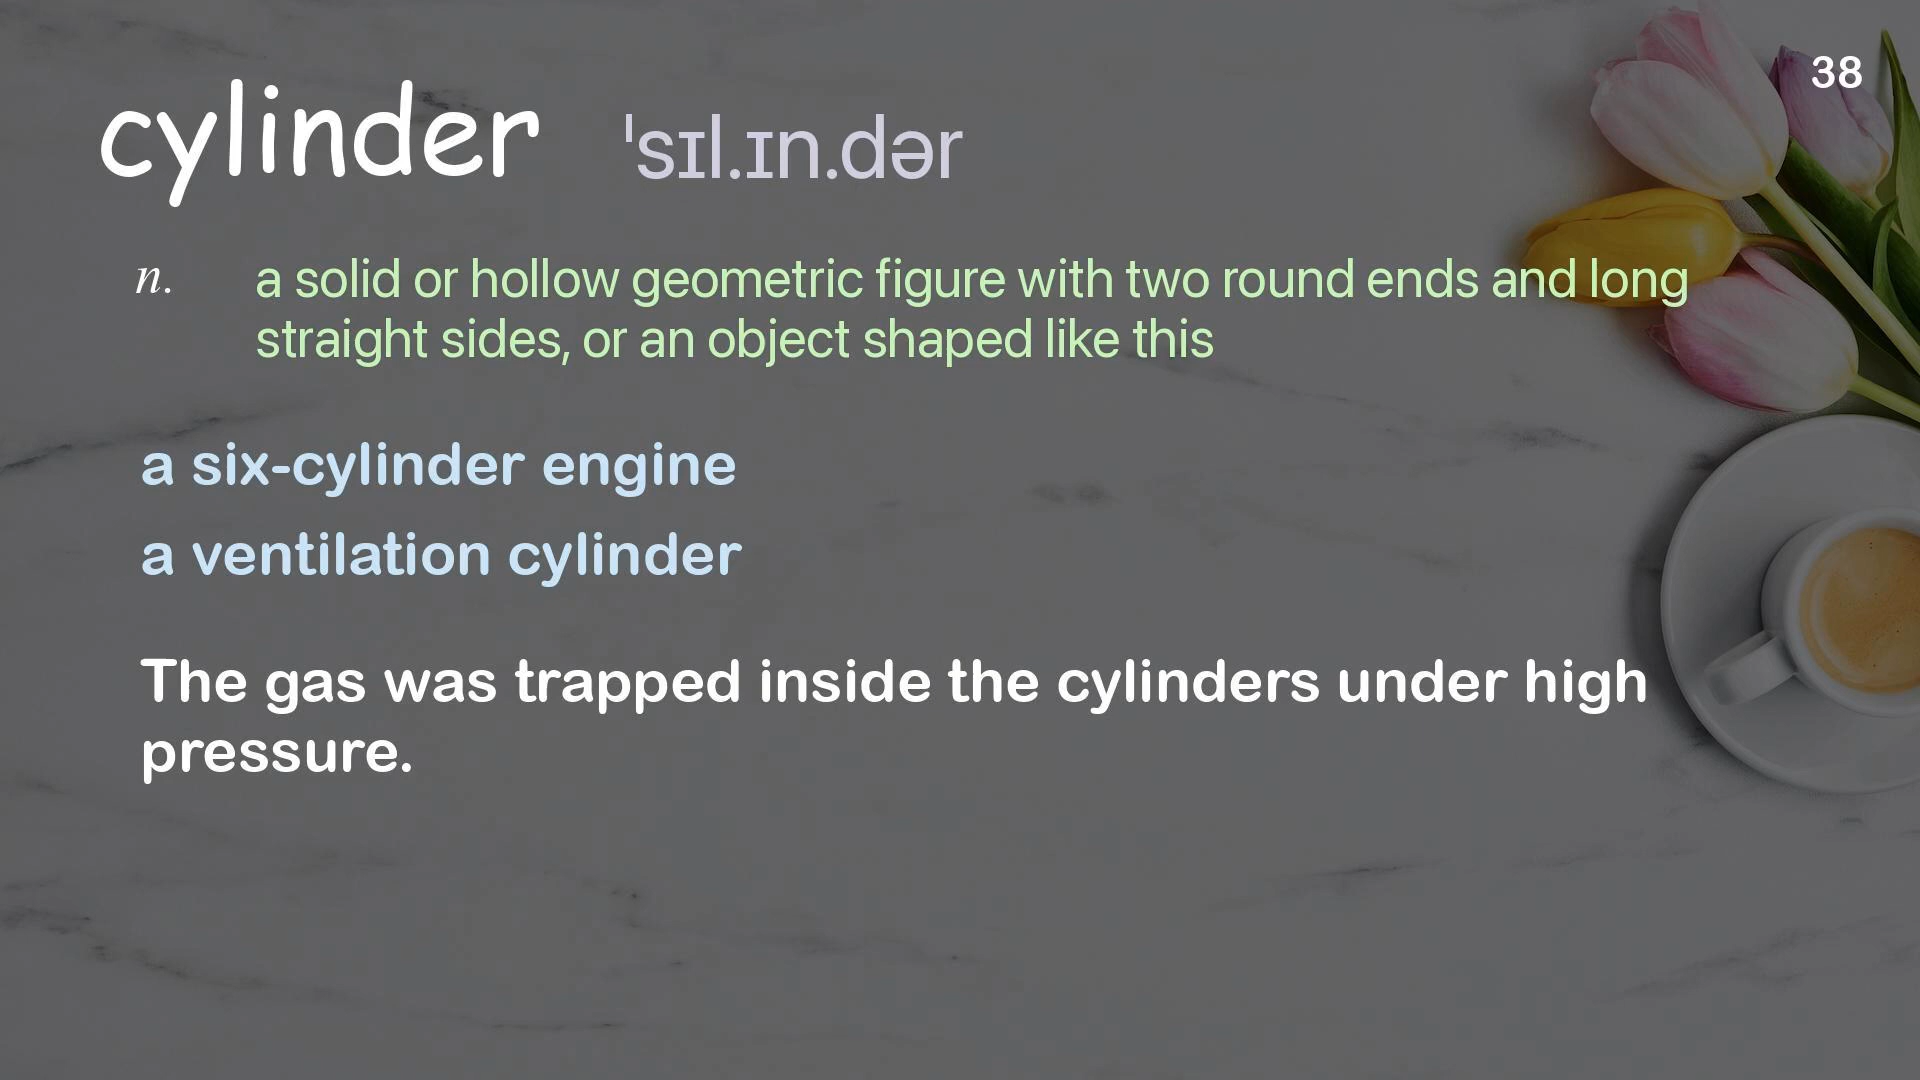 38
cylinder ˈsɪl.ɪn.dər
n. a solid or hollow geometric figure with two round ends and long
straight sides, or an object shaped like this
a six-cylinder engine
a ventilation cylinder
The gas was trapped inside the cylinders under high
pressure.